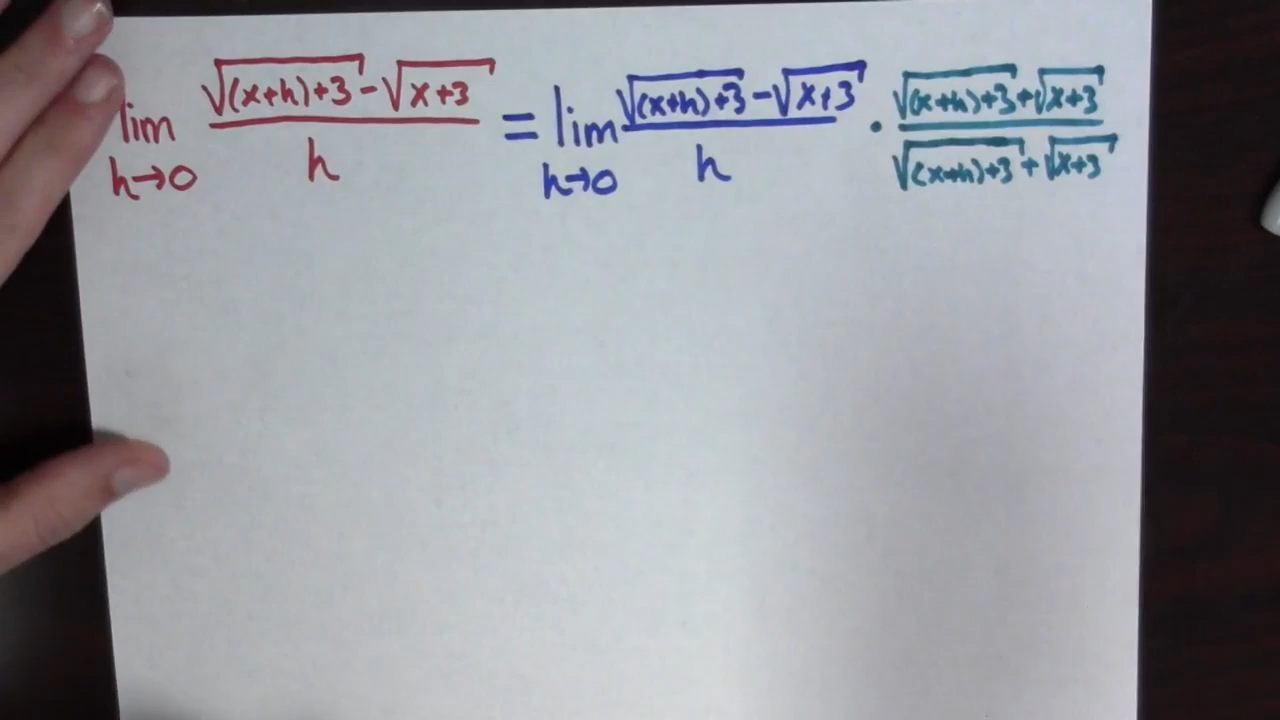 lim h→0 (√((x+h)+3) - √(x+3)) / h = lim h→0 (√((x+h)+3) - √(x+3)) / h · (√((x+h)+3) + √(x+3)) / (√((x+h)+3) + √(x+3))